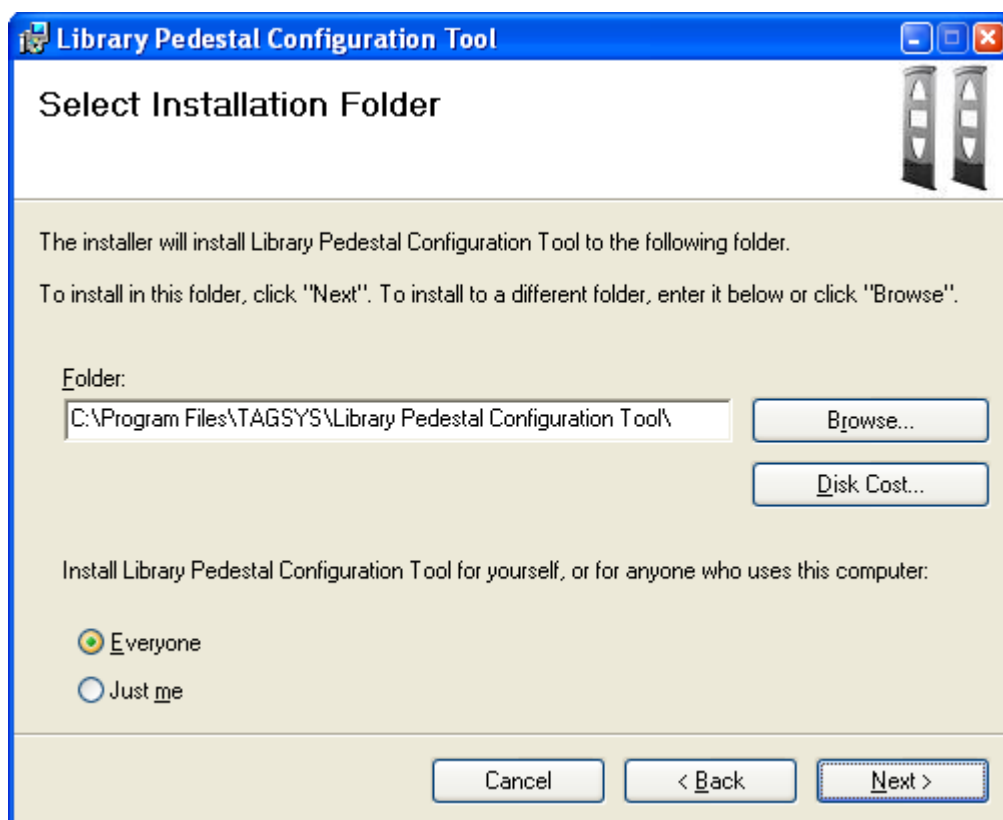 Library Pedestal Configuration Tool
Select Installation Folder
The installer will install Library Pedestal Configuration Tool to the following folder.
To install in this folder, click "Next". To install to a different folder, enter it below or click "Browse".
Folder:
C:\Program Files\TAGSYS\Library Pedestal Configuration Tool\
Browse...
Disk Cost...
Install Library Pedestal Configuration Tool for yourself, or for anyone who uses this computer:
Everyone
Just me
Cancel
< Back
Next >